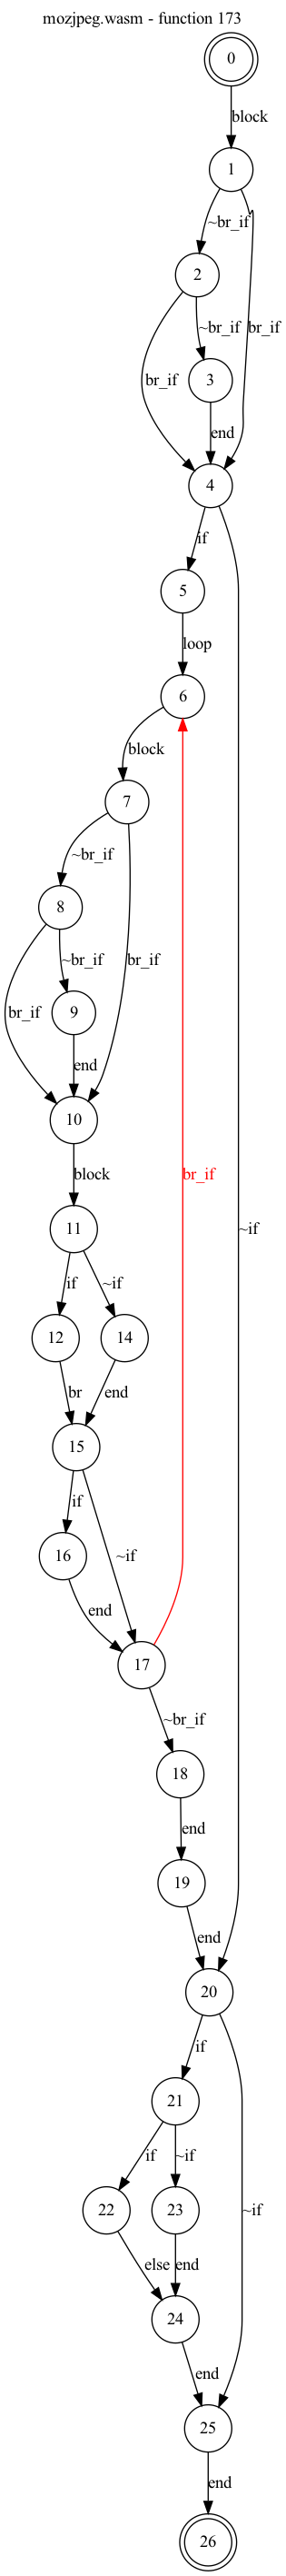 mozjpeg.wasm - function 173
0
block
1
~br_if
2
br_if
~br_if
br_if
3
end
4
if
5
loop
6
block
7
~br_if
8
br_if
~br_if
br_if
9
end
10
block
br_if
11
~if
if
~if
12
14
br
end
15
if
~if
16
end
17
~br_if
18
end
19
end
20
if
21
if
~if
~if
22
23
else
end
24
end
25
end
26